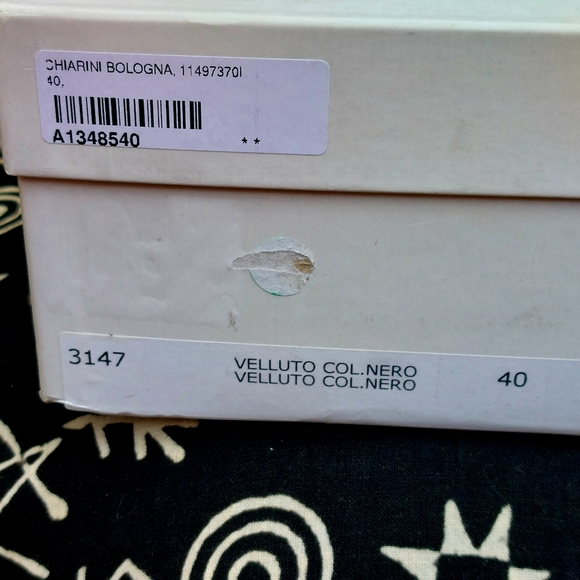 CHIARINI BOLOGNA, 11497370I
40,
A1348540 **
3147 VELLUTO COL.NERO 40
VELLUTO COL.NERO